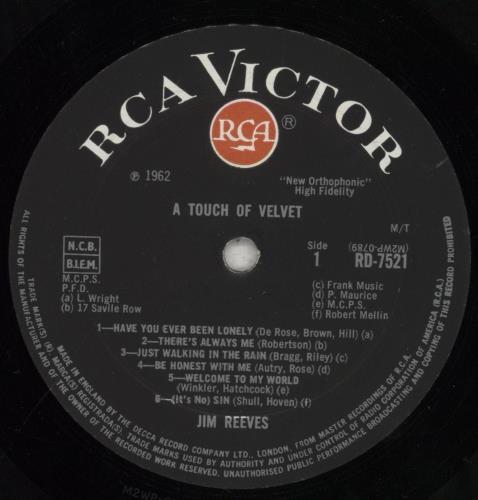 RCA VICTOR
RCA ®
℗ 1962
"New Orthophonic"
High Fidelity
A TOUCH OF VELVET
M/T
N.C.B.
B.I.E.M.
Side
1
(M2WP-0789)
RD-7521
M.C.P.S.
P.F.D.
(a) L. Wright
(b) 17 Savile Row
(c) Frank Music
(d) P. Maurice
(e) M.C.P.S.
(f) Robert Mellin
1—HAVE YOU EVER BEEN LONELY (De Rose, Brown, Hill) (a)
2—THERE'S ALWAYS ME (Robertson) (b)
3—JUST WALKING IN THE RAIN (Bragg, Riley) (c)
4—BE HONEST WITH ME (Autry, Rose) (d)
5—WELCOME TO MY WORLD
(Winkler, Hatchcock) (e)
6—(It's No) SIN (Shull, Hoven) (f)
JIM REEVES
TRADE MARK(S) (R) MARCA(S) REGISTRADA(S). TRADE MARKS USED BY AUTHORITY AND UNDER CONTROL OF RADIO CORPORATION OF AMERICA (R.C.A.)
MADE IN ENGLAND BY THE DECCA RECORD COMPANY LTD., LONDON, FROM MASTER RECORDINGS OF R.C.A.
ALL RIGHTS OF THE MANUFACTURER AND OF THE OWNER OF THE RECORDED WORK RESERVED. UNAUTHORISED PUBLIC PERFORMANCE BROADCASTING AND COPYING OF THIS RECORD PROHIBITED